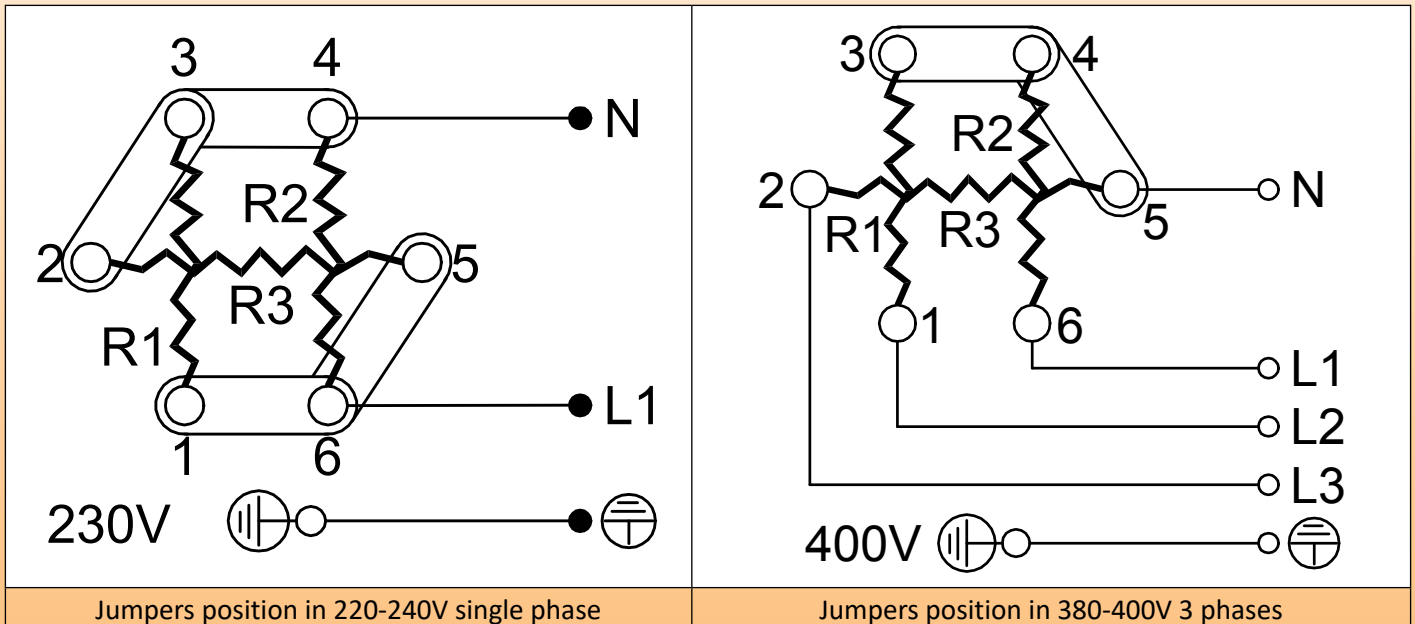 3 4
N
R2
2 5
R3
R1
L1
1 6
230V
Jumpers position in 220-240V single phase
3 4
R2
2 N
R1 R3 5
1 6
L1
L2
L3
400V
Jumpers position in 380-400V 3 phases